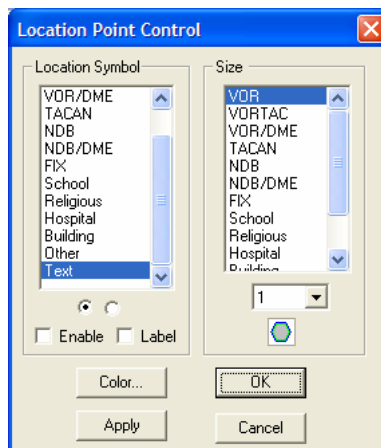 Location Point Control
Location Symbol
VOR/DME
TACAN
NDB
NDB/DME
FIX
School
Religious
Hospital
Building
Other
Text
Enable
Label
Size
VOR
VORTAC
VOR/DME
TACAN
NDB
NDB/DME
FIX
School
Religious
Hospital
Building
1
Color...
OK
Apply
Cancel